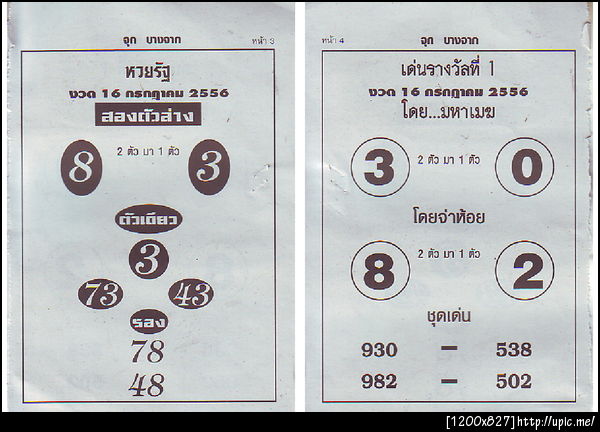 จุก บางจาก
หน้า 3
หวยรัฐ
งวด 16 กรกฎาคม 2556
สองตัวล่าง
8 2 ตัว มา 1 ตัว 3
ตัวเขียว
3
73 43
รอง
78
48
จุก บางจาก
หน้า 4
เด่นรางวัลที่ 1
งวด 16 กรกฎาคม 2556
โดย...มหาเมฆ
3 2 ตัว มา 1 ตัว 0
โดยจ่าห้อย
8 2 ตัว มา 1 ตัว 2
ชุดเด่น
930 - 538
982 - 502
[1200x827]http://upic.me/